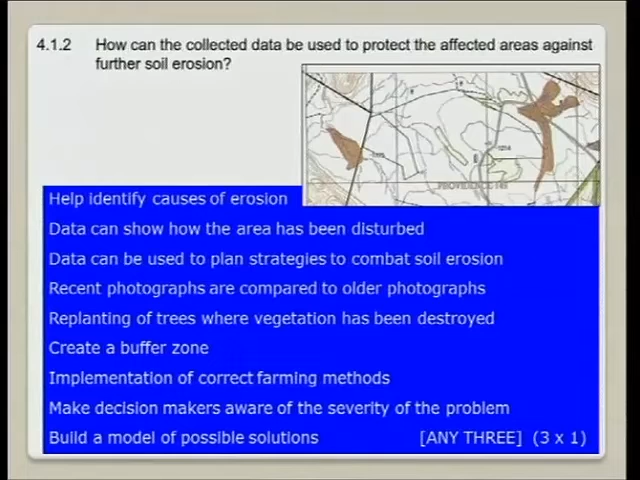 4.1.2 How can the collected data be used to protect the affected areas against
further soil erosion?
1214
Help identify causes of erosion
Data can show how the area has been disturbed
Data can be used to plan strategies to combat soil erosion
Recent photographs are compared to older photographs
Replanting of trees where vegetation has been destroyed
Create a buffer zone
Implementation of correct farming methods
Make decision makers aware of the severity of the problem
Build a model of possible solutions [ANY THREE] (3 x 1)